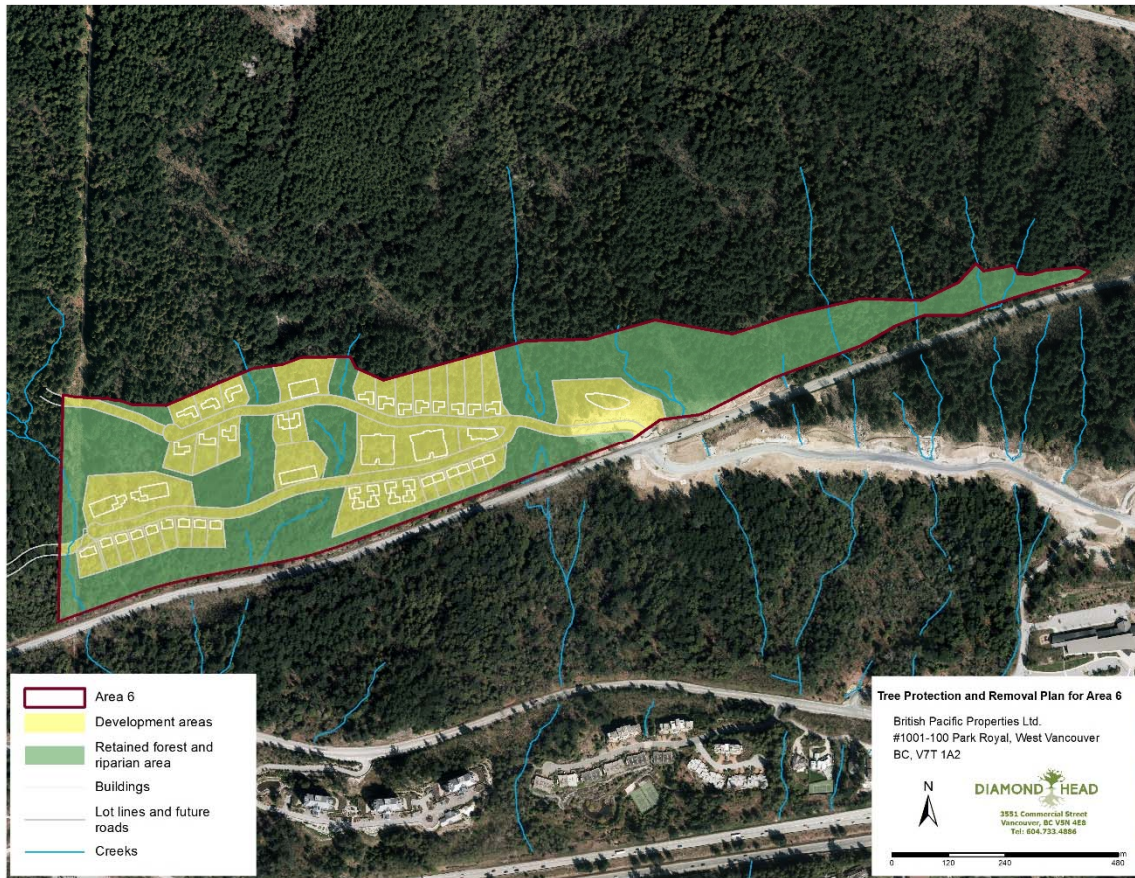 Area 6
Development areas
Retained forest and
riparian area
Buildings
Lot lines and future
roads
Creeks
Tree Protection and Removal Plan for Area 6
British Pacific Properties Ltd.
#1001-100 Park Royal, West Vancouver
BC, V7T 1A2
N
DIAMOND HEAD
3551 Commercial Street
Vancouver, BC V5N 4E8
Tel: 604.733.4886
m
0 120 240 480